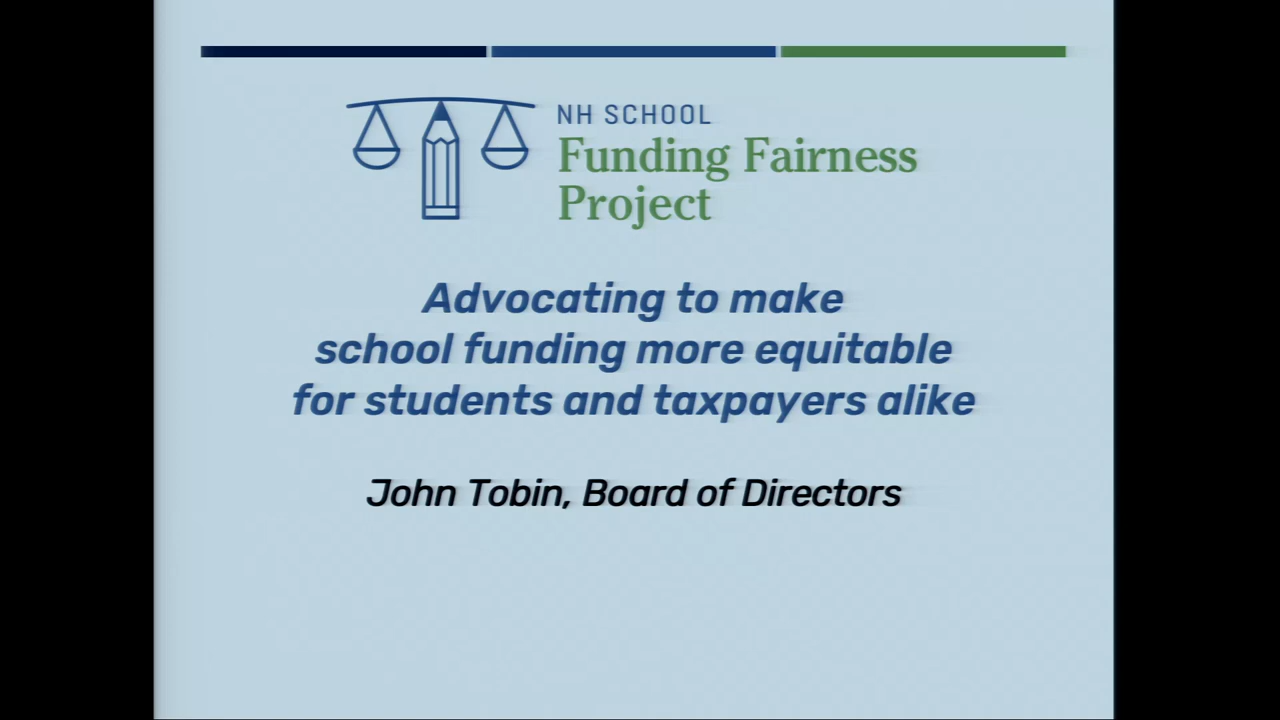 NH SCHOOL
Funding Fairness
Project
Advocating to make
school funding more equitable
for students and taxpayers alike
John Tobin, Board of Directors